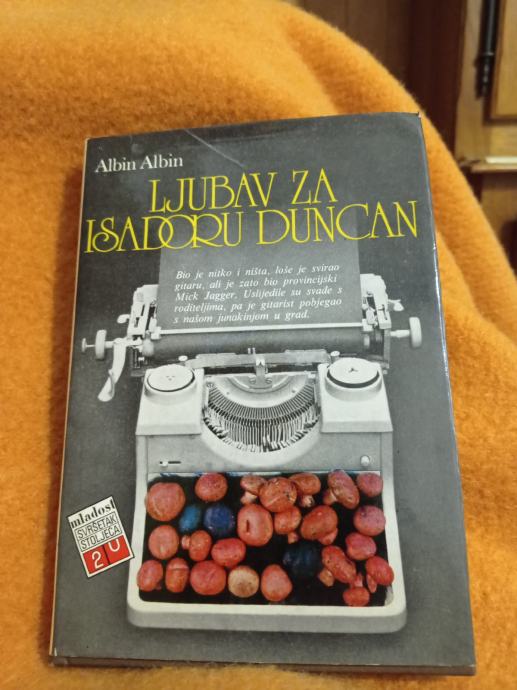 Albin Albin
LJUBAV ZA
ISADORU DUNCAN
Bio je nitko i ništa, loše je svirao
gitaru, ali je zato bio provincijski
Mick Jagger. Uslijedile su svađe s
roditeljima, pa je gitarist pobjegao
s našom junakinjom u grad.
mladost
SVRŠETAK
STOLJEĆA
20